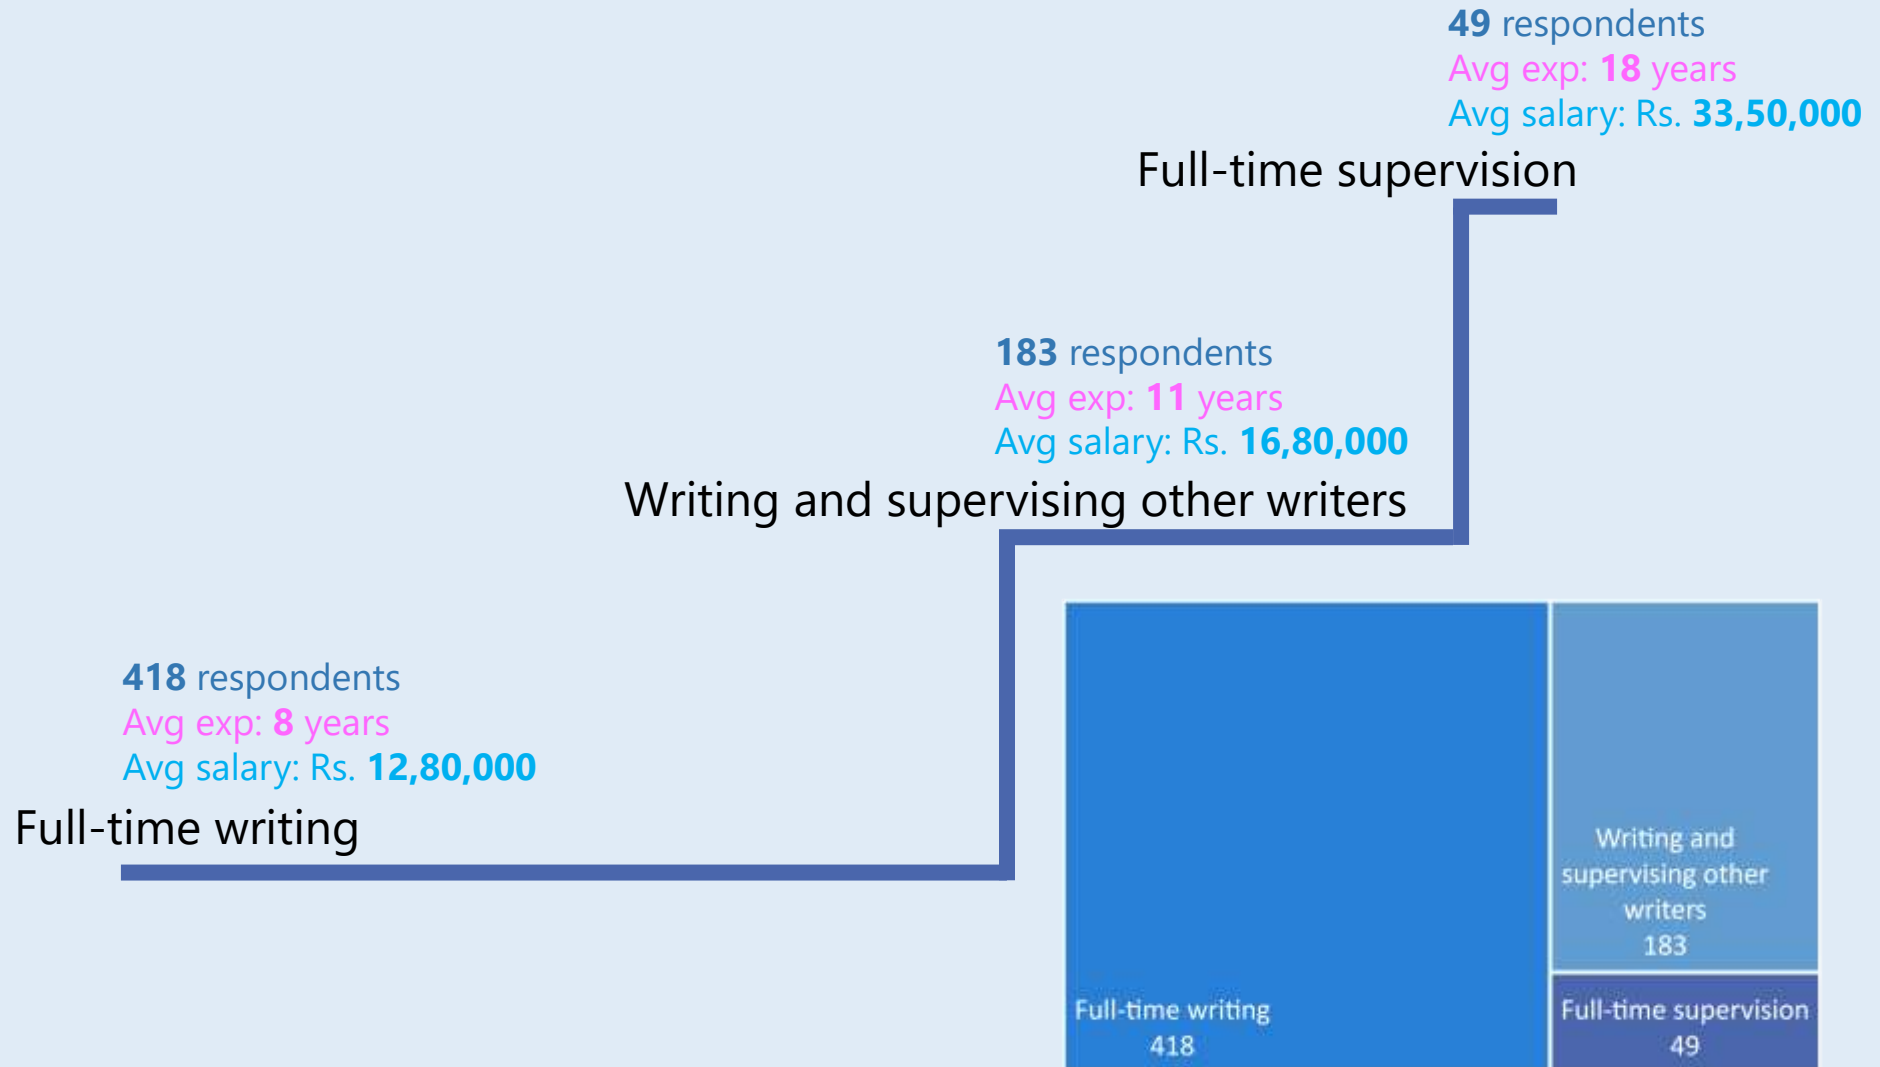 49 respondents
Avg exp: 18 years
Avg salary: Rs. 33,50,000
Full-time supervision
183 respondents
Avg exp: 11 years
Avg salary: Rs. 16,80,000
Writing and supervising other writers
418 respondents
Avg exp: 8 years
Avg salary: Rs. 12,80,000
Full-time writing
Writing and
supervising other
writers
183
Full-time writing
418
Full-time supervision
49